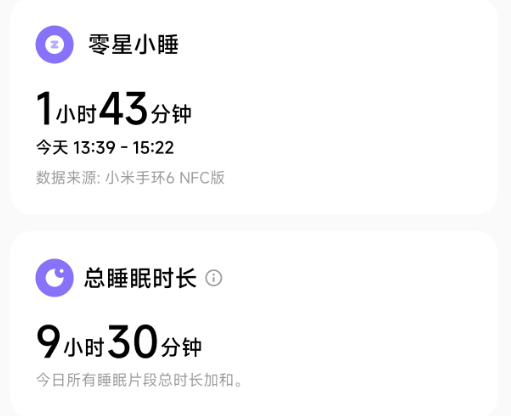 零星小睡
1小时43分钟
今天 13:39 - 15:22
数据来源: 小米手环6 NFC版
总睡眠时长
9小时30分钟
今日所有睡眠片段总时长加和。